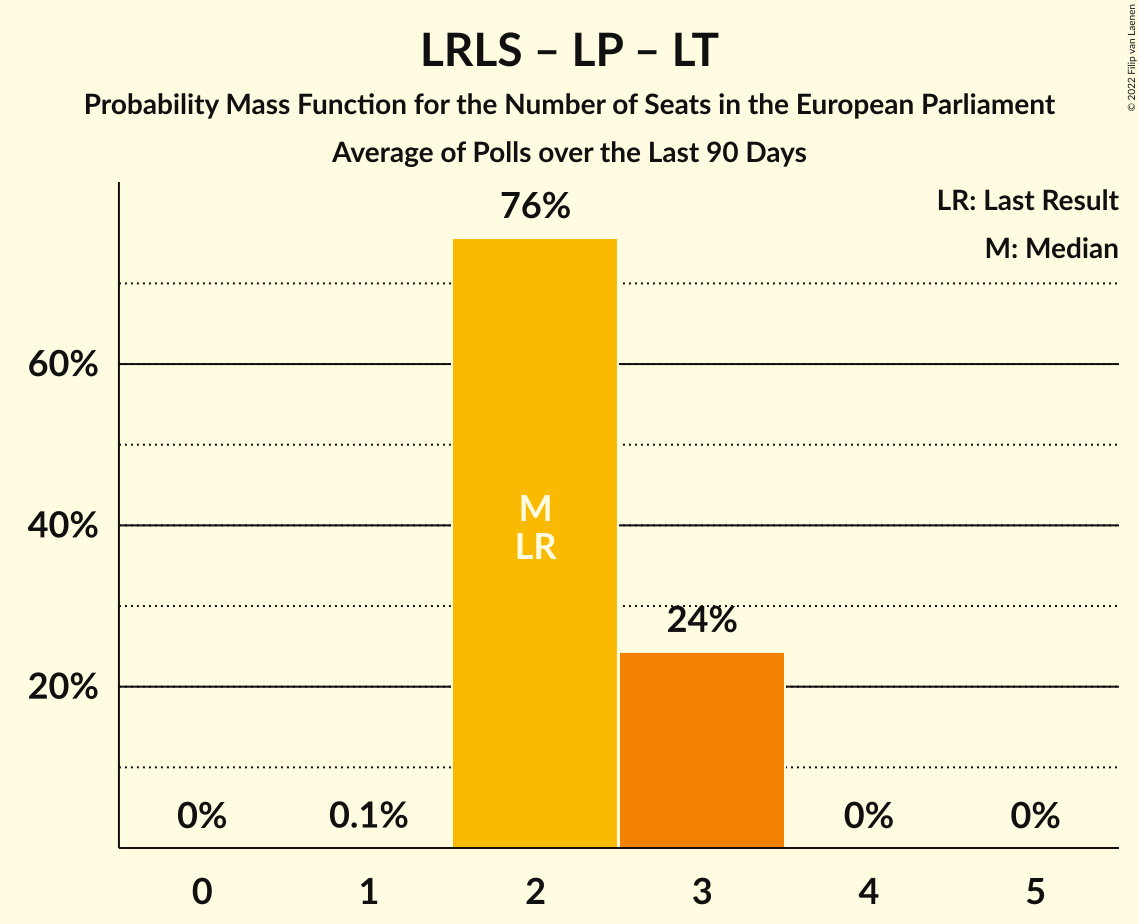 LRLS – LP – LT
Probability Mass Function for the Number of Seats in the European Parliament
Average of Polls over the Last 90 Days
© 2022 Filip van Laenen
LR: Last Result
M: Median
76%
60%
M
40%
LR
24%
20%
0%
0.1%
0%
0%
0
1
2
3
4
5